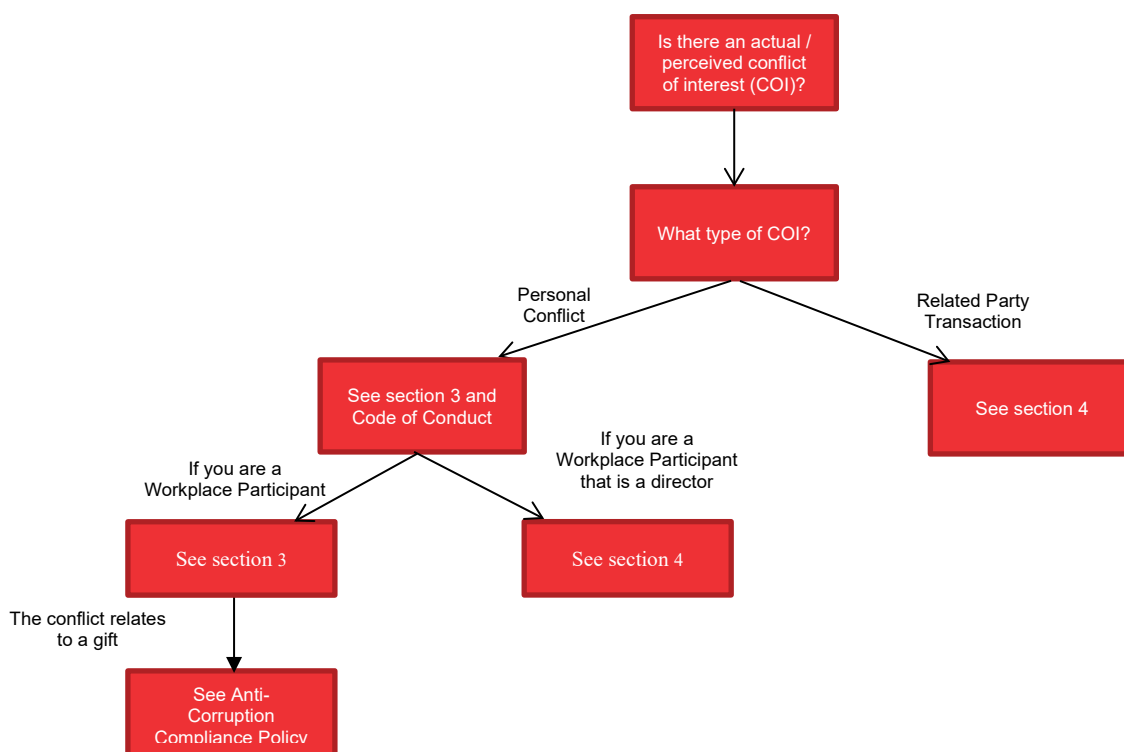 Is there an actual /
perceived conflict
of interest (COI)?
What type of COI?
Personal
Conflict
Related Party
Transaction
See section 3 and
Code of Conduct
See section 4
If you are a
Workplace Participant
If you are a
Workplace Participant
that is a director
See section 3
See section 4
The conflict relates
to a gift
See Anti-
Corruption
Compliance Policy